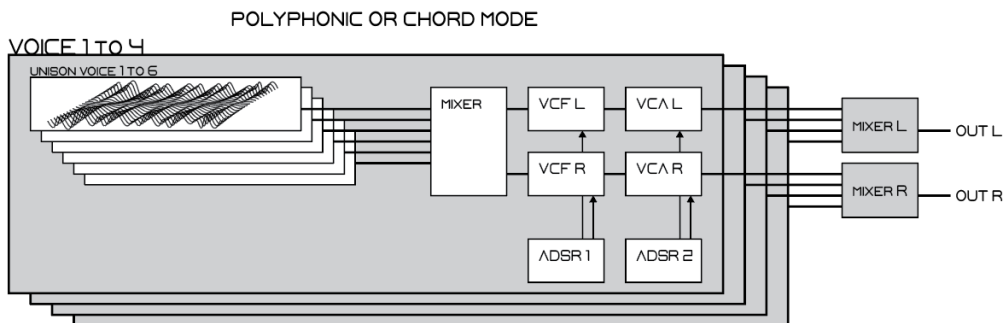 POLYPHONIC OR CHORD MODE
VOICE 1 TO 4
UNISON VOICE 1 TO 6
MIXER
VCF L
VCA L
MIXER L
OUT L
VCF R
VCA R
MIXER R
OUT R
ADSR 1
ADSR 2